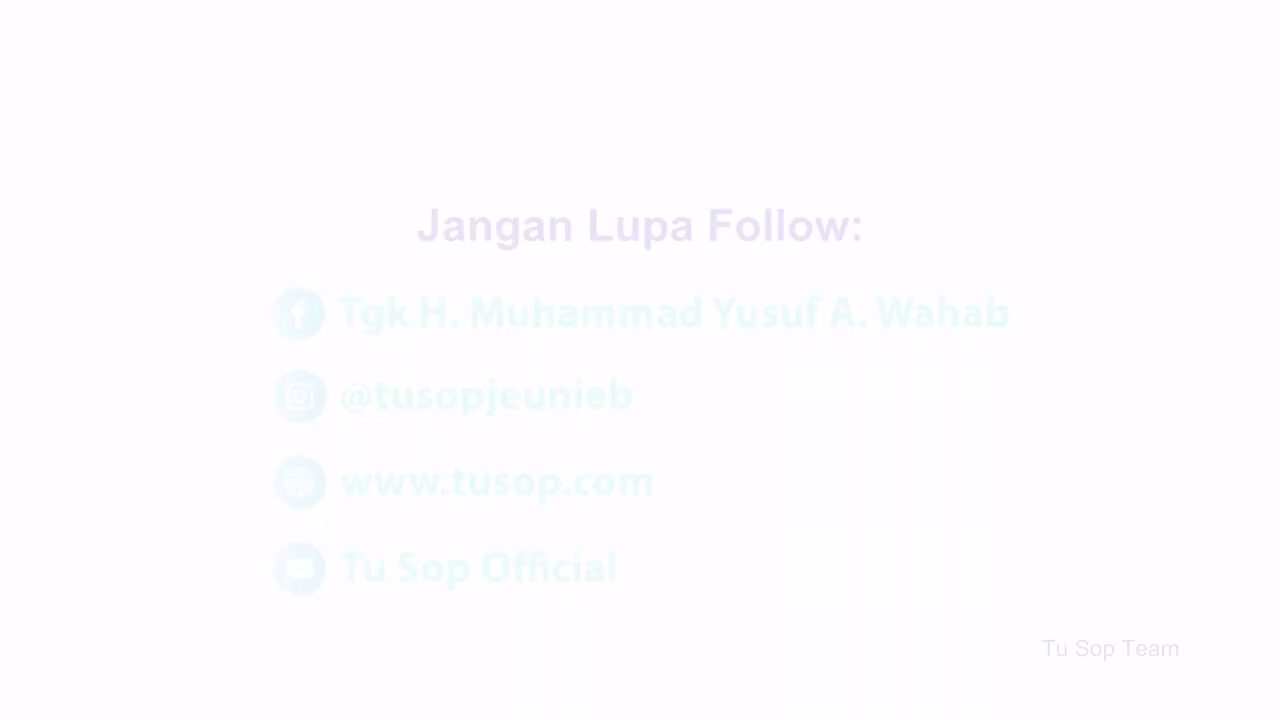 Jangan Lupa Follow:
Tgk H. Muhammad Yusuf A. Wahab
@tusopjeunieb
www.tusop.com
Tu Sop Official
Tu Sop Team